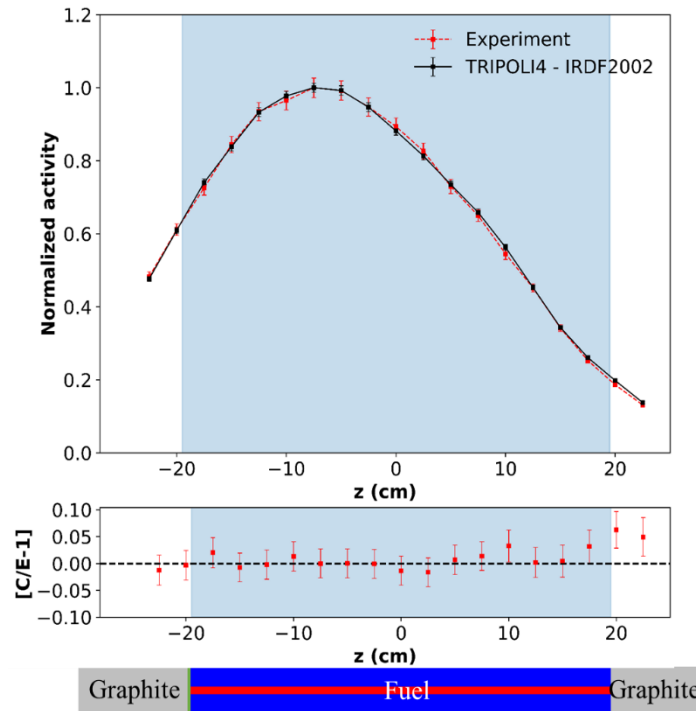 1.4
Experiment
TRIPOLI4 - IRDF2002
1.2
1.0
0.8
0.6
0.4
0.2
0.0
Normalized activity
−20 −10 0 10 20
z (cm)
0.10
0.05
0.00
−0.05
−0.10
[C/E-1]
−20 −10 0 10 20
z (cm)
Graphite Fuel Graphite